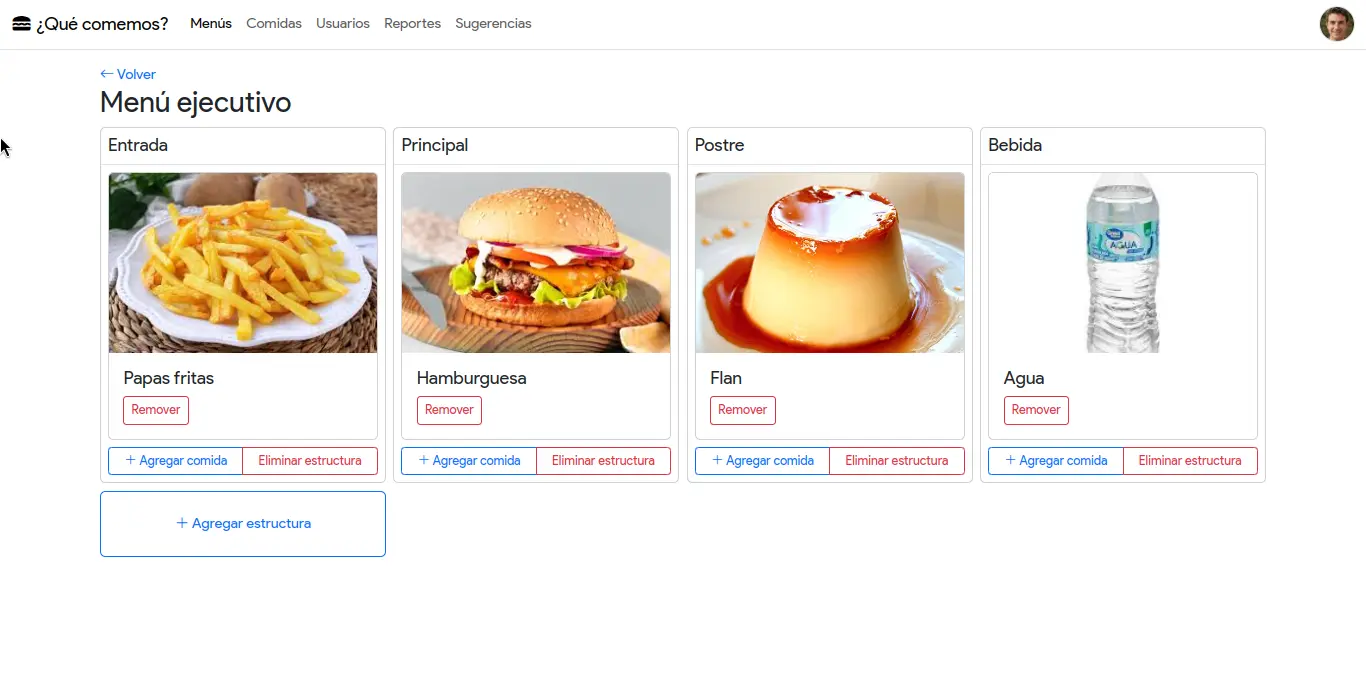 ¿Qué comemos? Menús Comidas Usuarios Reportes Sugerencias
← Volver
Menú ejecutivo
Entrada
Papas fritas
Remover
+ Agregar comida Eliminar estructura
Principal
Hamburguesa
Remover
+ Agregar comida Eliminar estructura
Postre
Flan
Remover
+ Agregar comida Eliminar estructura
Bebida
AGUA
Agua
Remover
+ Agregar comida Eliminar estructura
+ Agregar estructura